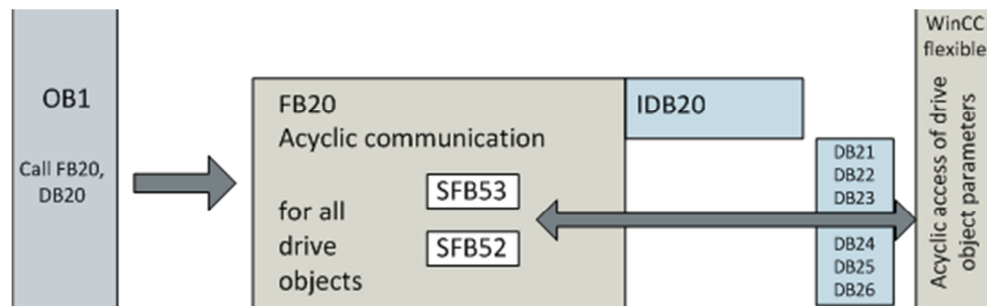 OB1
Call FB20,
DB20
FB20
Acyclic communication
for all
drive
objects
SFB53
SFB52
IDB20
DB21
DB22
DB23
DB24
DB25
DB26
WinCC
flexible
Acyclic access of drive
object parameters